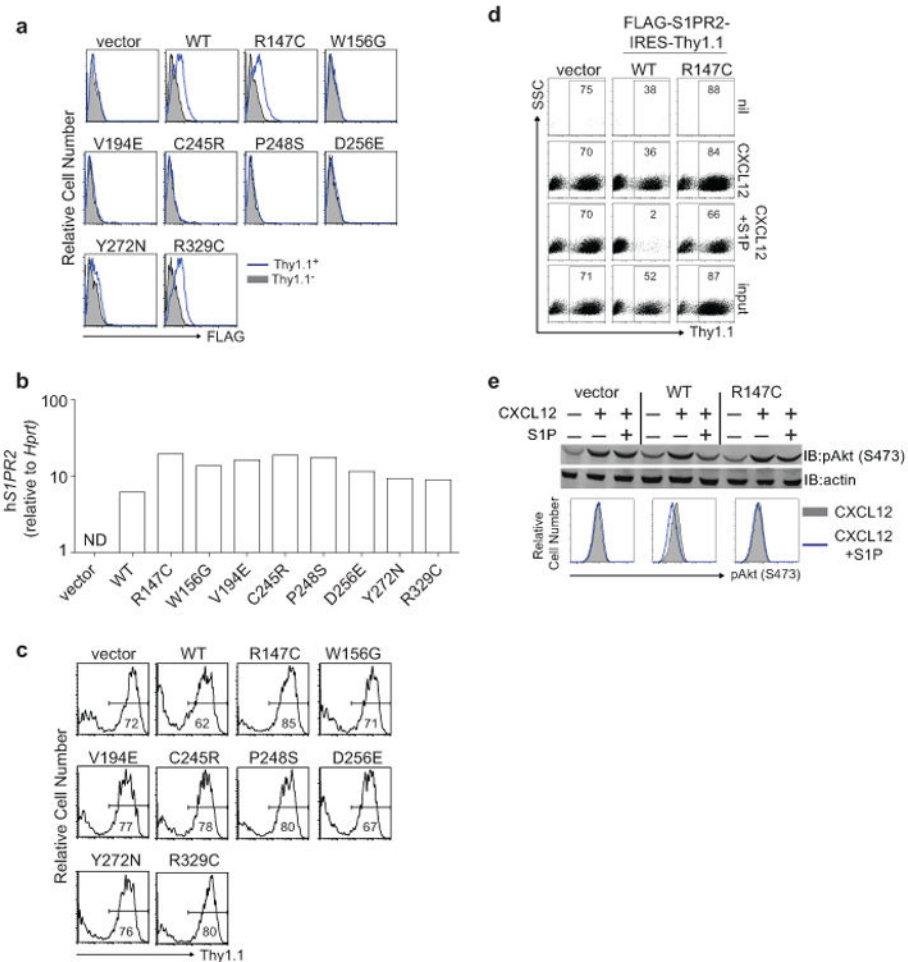 a
vector WT R147C W156G
V194E C245R P248S D256E
Y272N R329C
Relative Cell Number
Thy1.1+
Thy1.1-
FLAG
b
hS1PR2
(relative to Hprt)
100
10
1
ND
vector WT R147C W156G V194E C245R P248S D256E Y272N R329C
c
vector WT R147C W156G
72 62 85 71
V194E C245R P248S D256E
77 78 80 67
Y272N R329C
76 80
Relative Cell Number
Thy1.1
d
FLAG-S1PR2-
IRES-Thy1.1
vector WT R147C
SSC
75 38 88 nil
70 36 84 CXCL12
70 2 66 CXCL12
+S1P
71 52 87 input
Thy1.1
e
vector WT R147C
CXCL12 — + + — + + — + +
S1P — — + — — + — — +
IB:pAkt (S473)
IB:actin
Relative
Cell Number
CXCL12
CXCL12
+S1P
pAkt (S473)